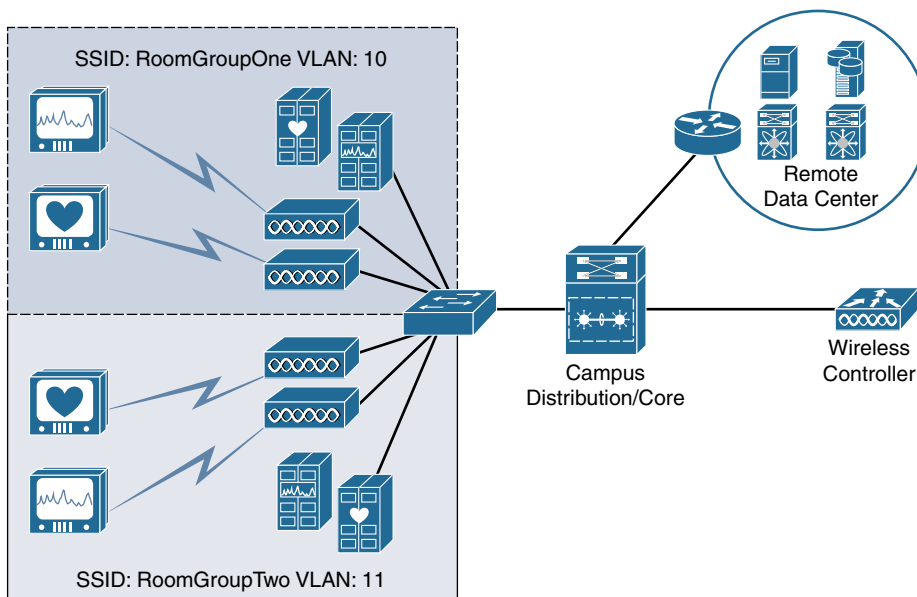 SSID: RoomGroupOne VLAN: 10
Remote
Data Center
Campus
Distribution/Core
Wireless
Controller
SSID: RoomGroupTwo VLAN: 11